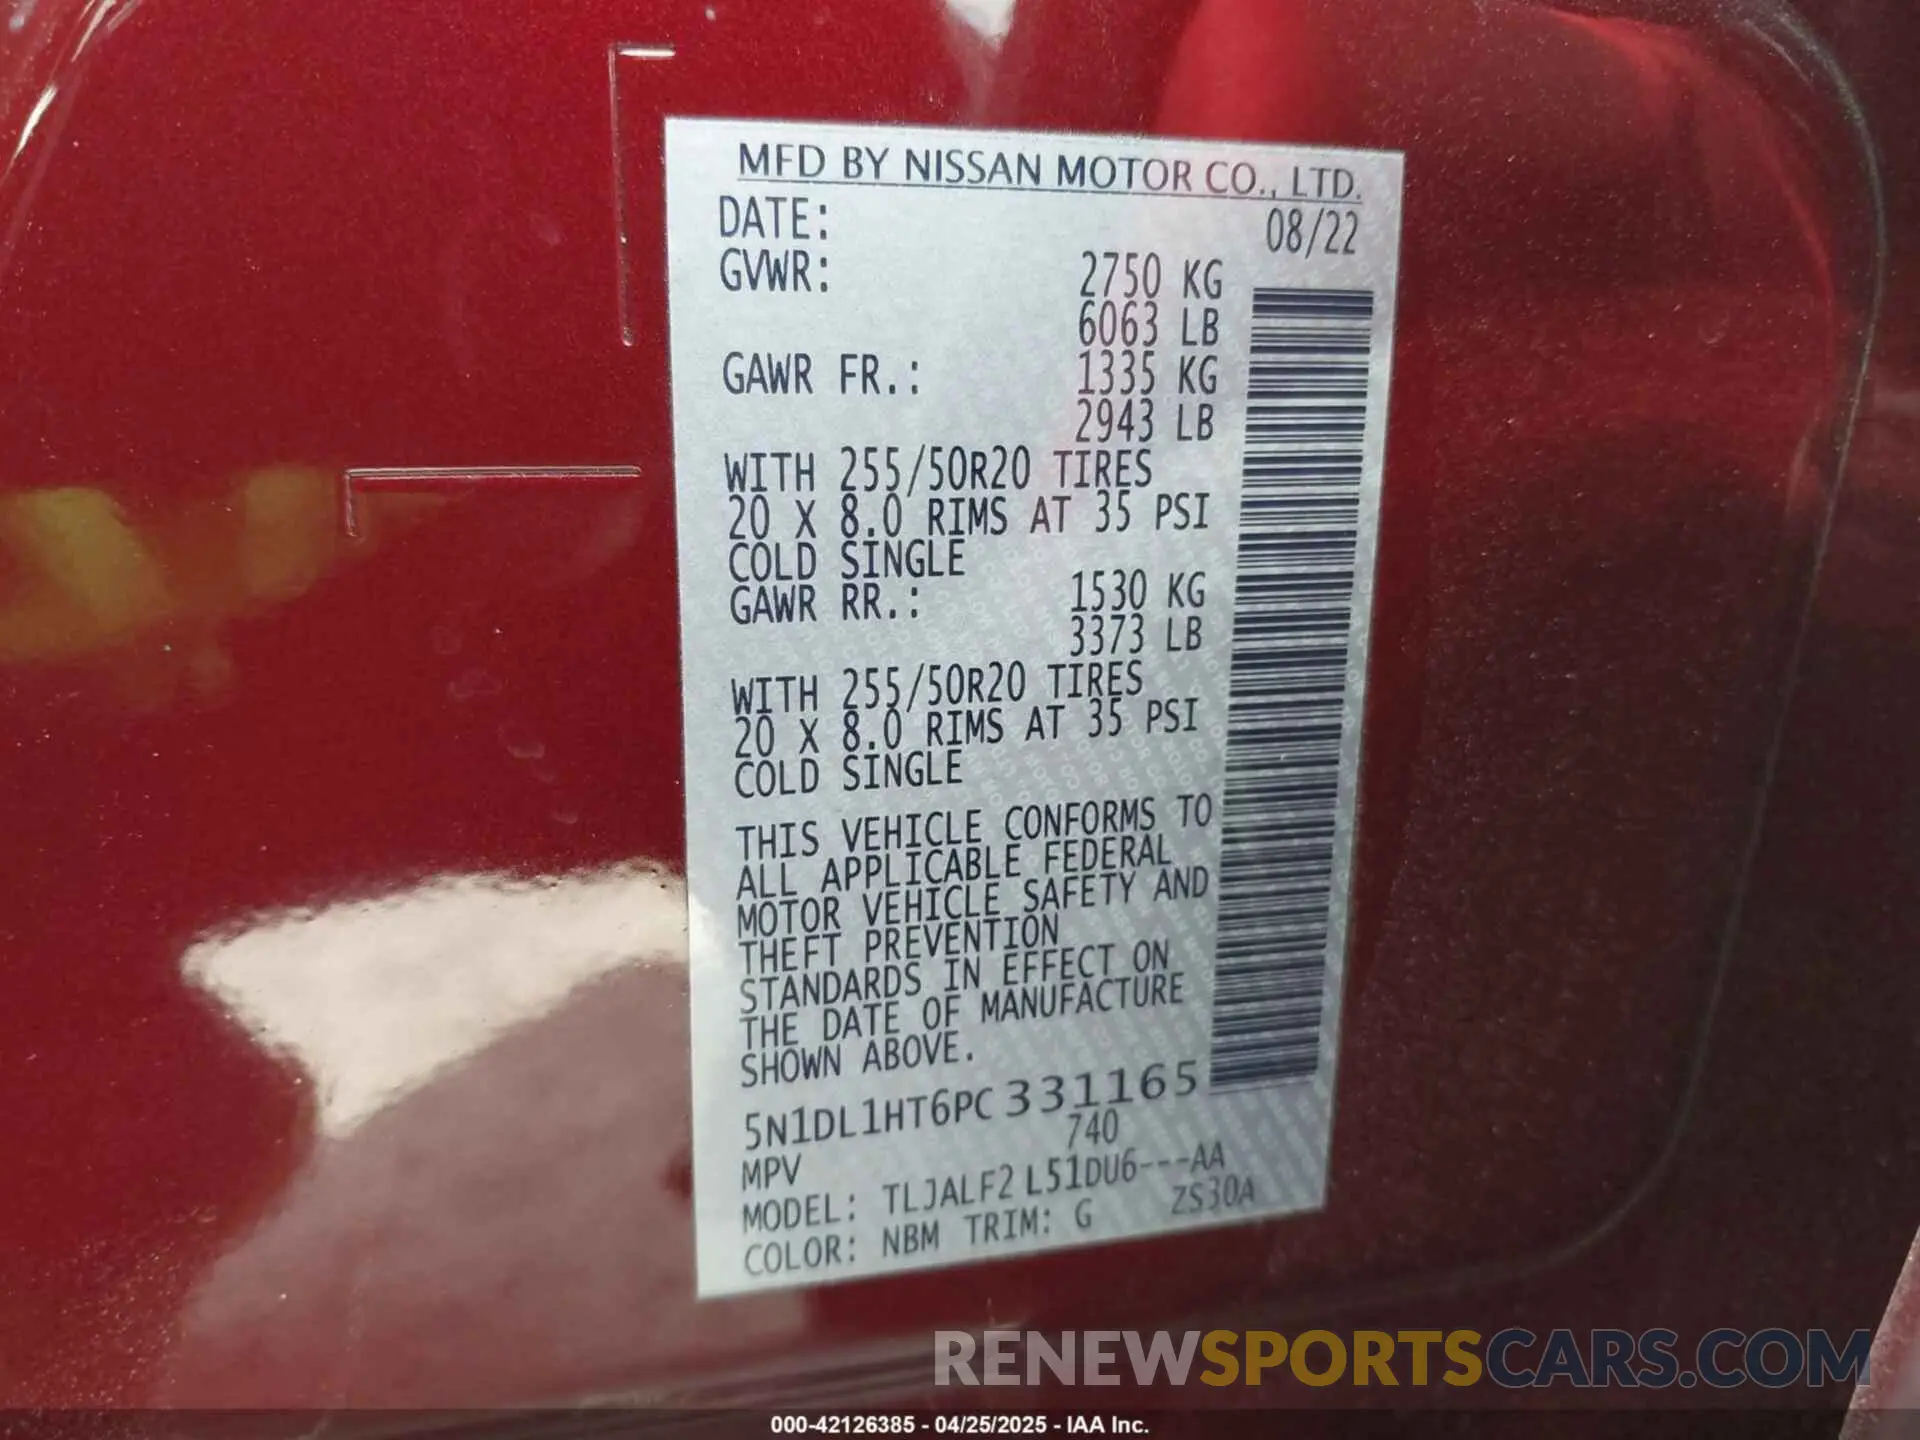 MFD BY NISSAN MOTOR CO., LTD.
DATE: 08/22
GVWR: 2750 KG
6063 LB
GAWR FR.: 1335 KG
2943 LB
WITH 255/50R20 TIRES
20 X 8.0 RIMS AT 35 PSI
COLD SINGLE
GAWR RR.: 1530 KG
3373 LB
WITH 255/50R20 TIRES
20 X 8.0 RIMS AT 35 PSI
COLD SINGLE
THIS VEHICLE CONFORMS TO
ALL APPLICABLE FEDERAL
MOTOR VEHICLE SAFETY AND
THEFT PREVENTION
STANDARDS IN EFFECT ON
THE DATE OF MANUFACTURE
SHOWN ABOVE.
5N1DL1HT6PC331165
MPV 740
MODEL: TLJALF2 L51DU6---AA
COLOR: NBM TRIM: G ZS30A
RENEWSPORTSCARS.COM
000-42126385 - 04/25/2025 - IAA Inc.